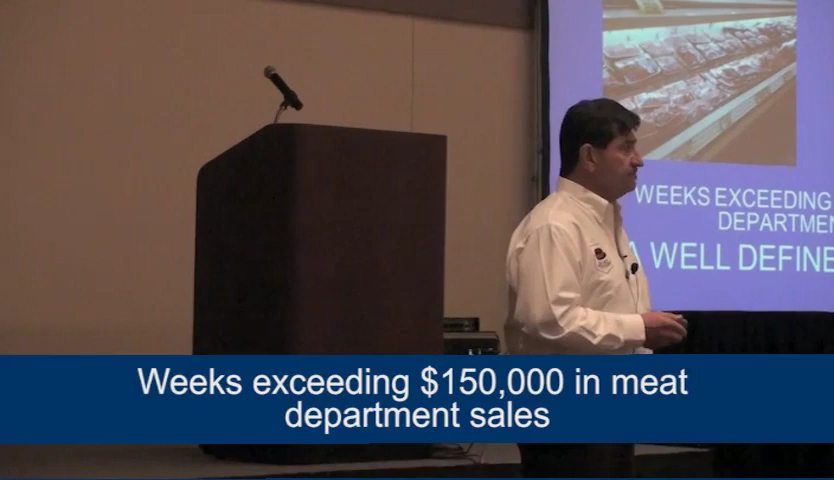 WEEKS EXCEEDING
DEPARTMEN
A WELL DEFINE
Weeks exceeding $150,000 in meat
department sales